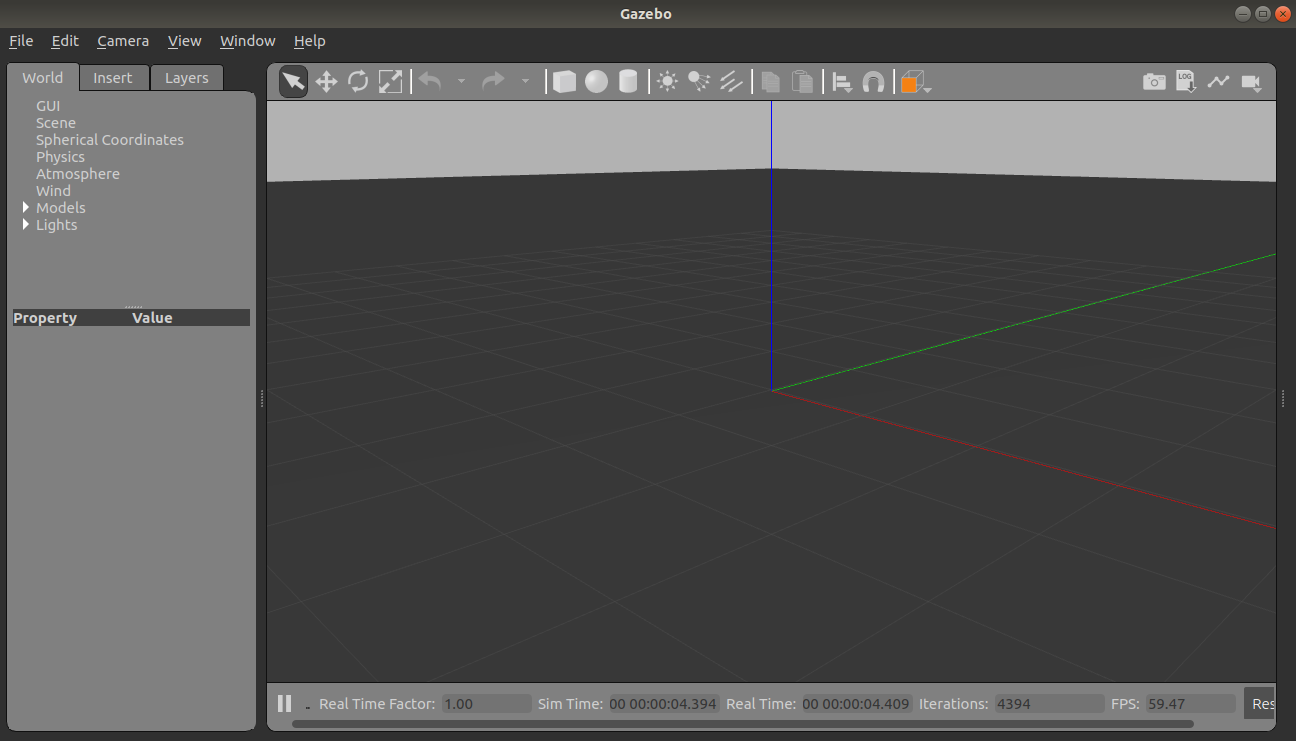 Gazebo
File Edit Camera View Window Help
World Insert Layers
LOG
GUI
Scene
Spherical Coordinates
Physics
Atmosphere
Wind
Models
Lights
Property Value
Real Time Factor: 1.00 Sim Time: 00 00:00:04.394 Real Time: 00 00:00:04.409 Iterations: 4394 FPS: 59.47 Res